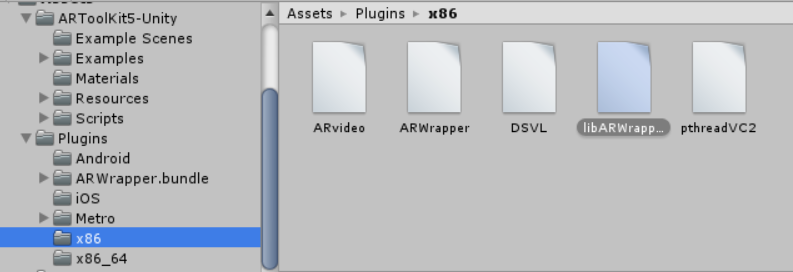 Assets
ARToolKit5-Unity
Example Scenes
Examples
Materials
Resources
Scripts
Plugins
Android
ARWrapper.bundle
iOS
Metro
x86
x86_64
Assets ▸ Plugins ▸ x86
ARvideo
ARWrapper
DSVL
libARWrapp...
pthreadVC2